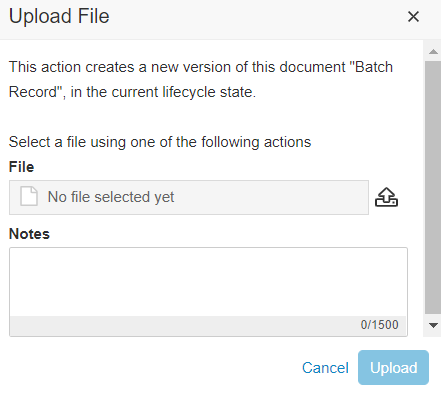 Upload File
This action creates a new version of this document "Batch
Record", in the current lifecycle state.
Select a file using one of the following actions
File
No file selected yet
Notes
0/1500
Cancel Upload